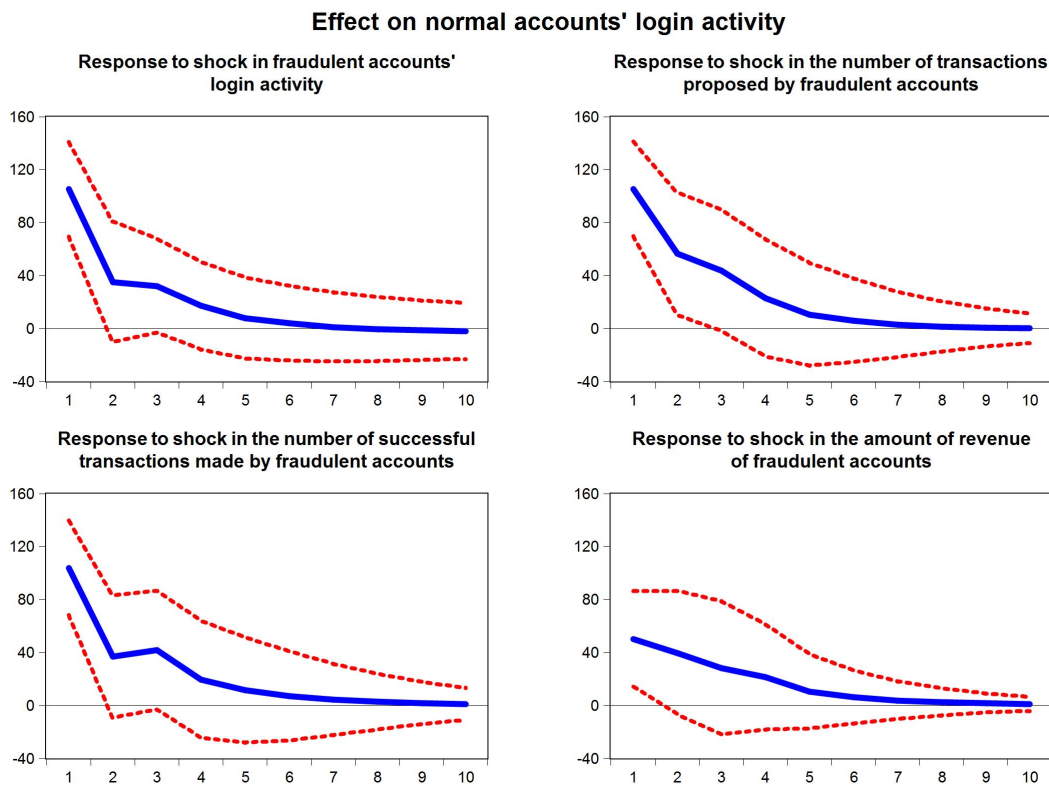 Effect on normal accounts' login activity
Response to shock in fraudulent accounts'
login activity
160
120
80
40
0
-40
1 2 3 4 5 6 7 8 9 10
Response to shock in the number of transactions
proposed by fraudulent accounts
160
120
80
40
0
-40
1 2 3 4 5 6 7 8 9 10
Response to shock in the number of successful
transactions made by fraudulent accounts
160
120
80
40
0
-40
1 2 3 4 5 6 7 8 9 10
Response to shock in the amount of revenue
of fraudulent accounts
160
120
80
40
0
-40
1 2 3 4 5 6 7 8 9 10